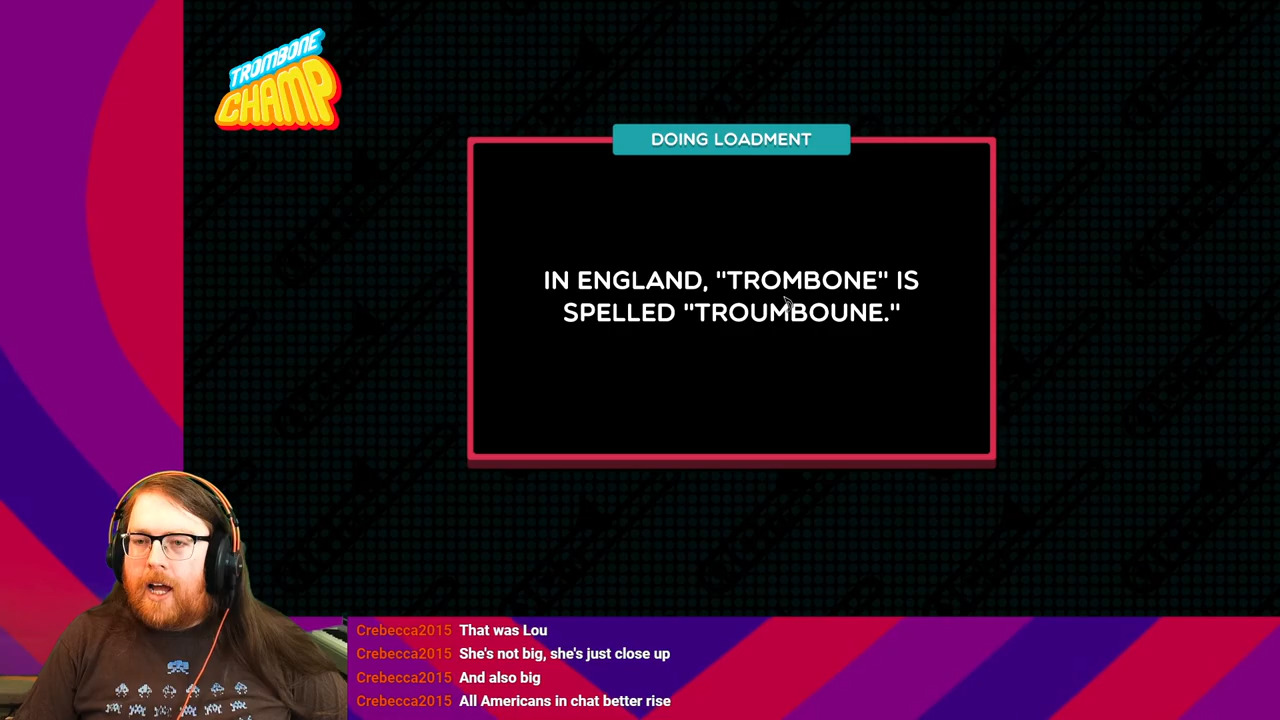 TROMBONE
CHAMP
DOING LOADMENT
IN ENGLAND, "TROMBONE" IS
SPELLED "TROUMBOUNE."
Crebecca2015 That was Lou
Crebecca2015 She's not big, she's just close up
Crebecca2015 And also big
Crebecca2015 All Americans in chat better rise